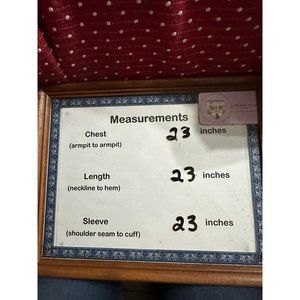 Measurements
Chest 23 inches
(armpit to armpit)
Length 23 inches
(neckline to hem)
Sleeve 23 inches
(shoulder seam to cuff)